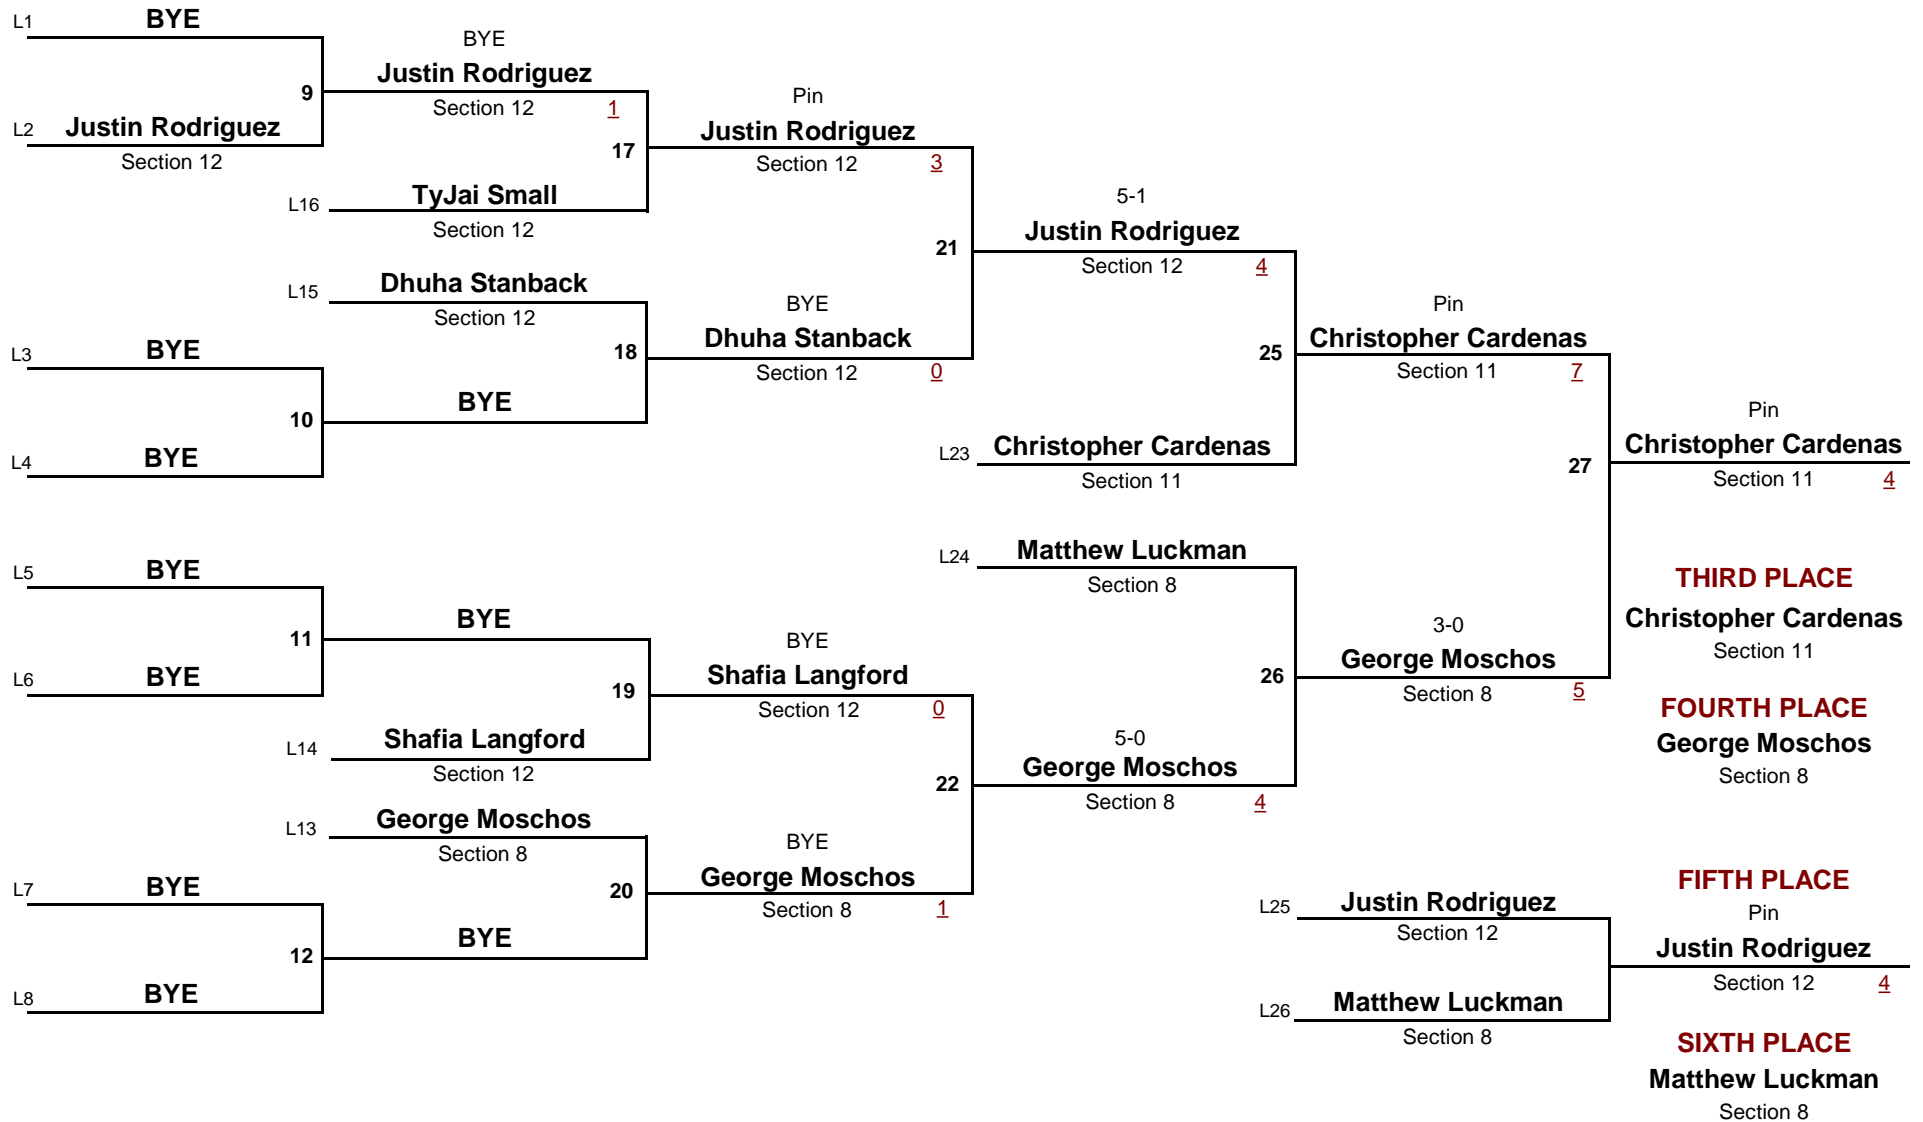 L1 BYE
9
L2 Justin Rodriguez
Section 12
BYE
Justin Rodriguez
Section 12 1
17
L16 TyJai Small
Section 12
Pin
Justin Rodriguez
Section 12 3
L15 Dhuha Stanback
Section 12
L3 BYE
10
L4 BYE
18
BYE
BYE
Dhuha Stanback
Section 12 0
21
5-1
Justin Rodriguez
Section 12 4
25
L23 Christopher Cardenas
Section 11
Pin
Christopher Cardenas
Section 11 7
27
Pin
Christopher Cardenas
Section 11 4
L5 BYE
11
L6 BYE
BYE
19
L14 Shafia Langford
Section 12
BYE
Shafia Langford
Section 12 0
22
L13 George Moschos
Section 8
L7 BYE
12
L8 BYE
20
BYE
BYE
George Moschos
Section 8 1
5-0
George Moschos
Section 8 4
L24 Matthew Luckman
Section 8
26
3-0
George Moschos
Section 8 5
THIRD PLACE
Christopher Cardenas
Section 11
FOURTH PLACE
George Moschos
Section 8
L25 Justin Rodriguez
Section 12
L26 Matthew Luckman
Section 8
FIFTH PLACE
Pin
Justin Rodriguez
Section 12 4
SIXTH PLACE
Matthew Luckman
Section 8